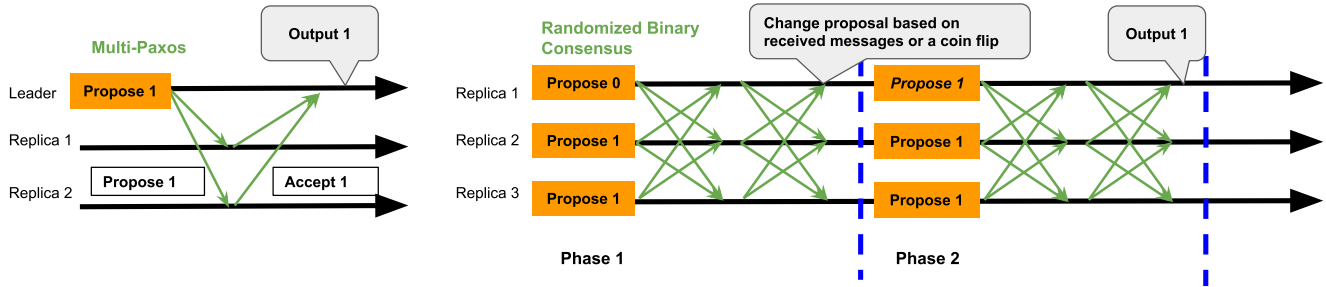 Multi-Paxos
Output 1
Leader
Propose 1
Replica 1
Propose 1
Accept 1
Replica 2
Randomized Binary
Consensus
Change proposal based on
received messages or a coin flip
Output 1
Replica 1
Propose 0
Propose 1
Replica 2
Propose 1
Propose 1
Replica 3
Propose 1
Propose 1
Phase 1
Phase 2